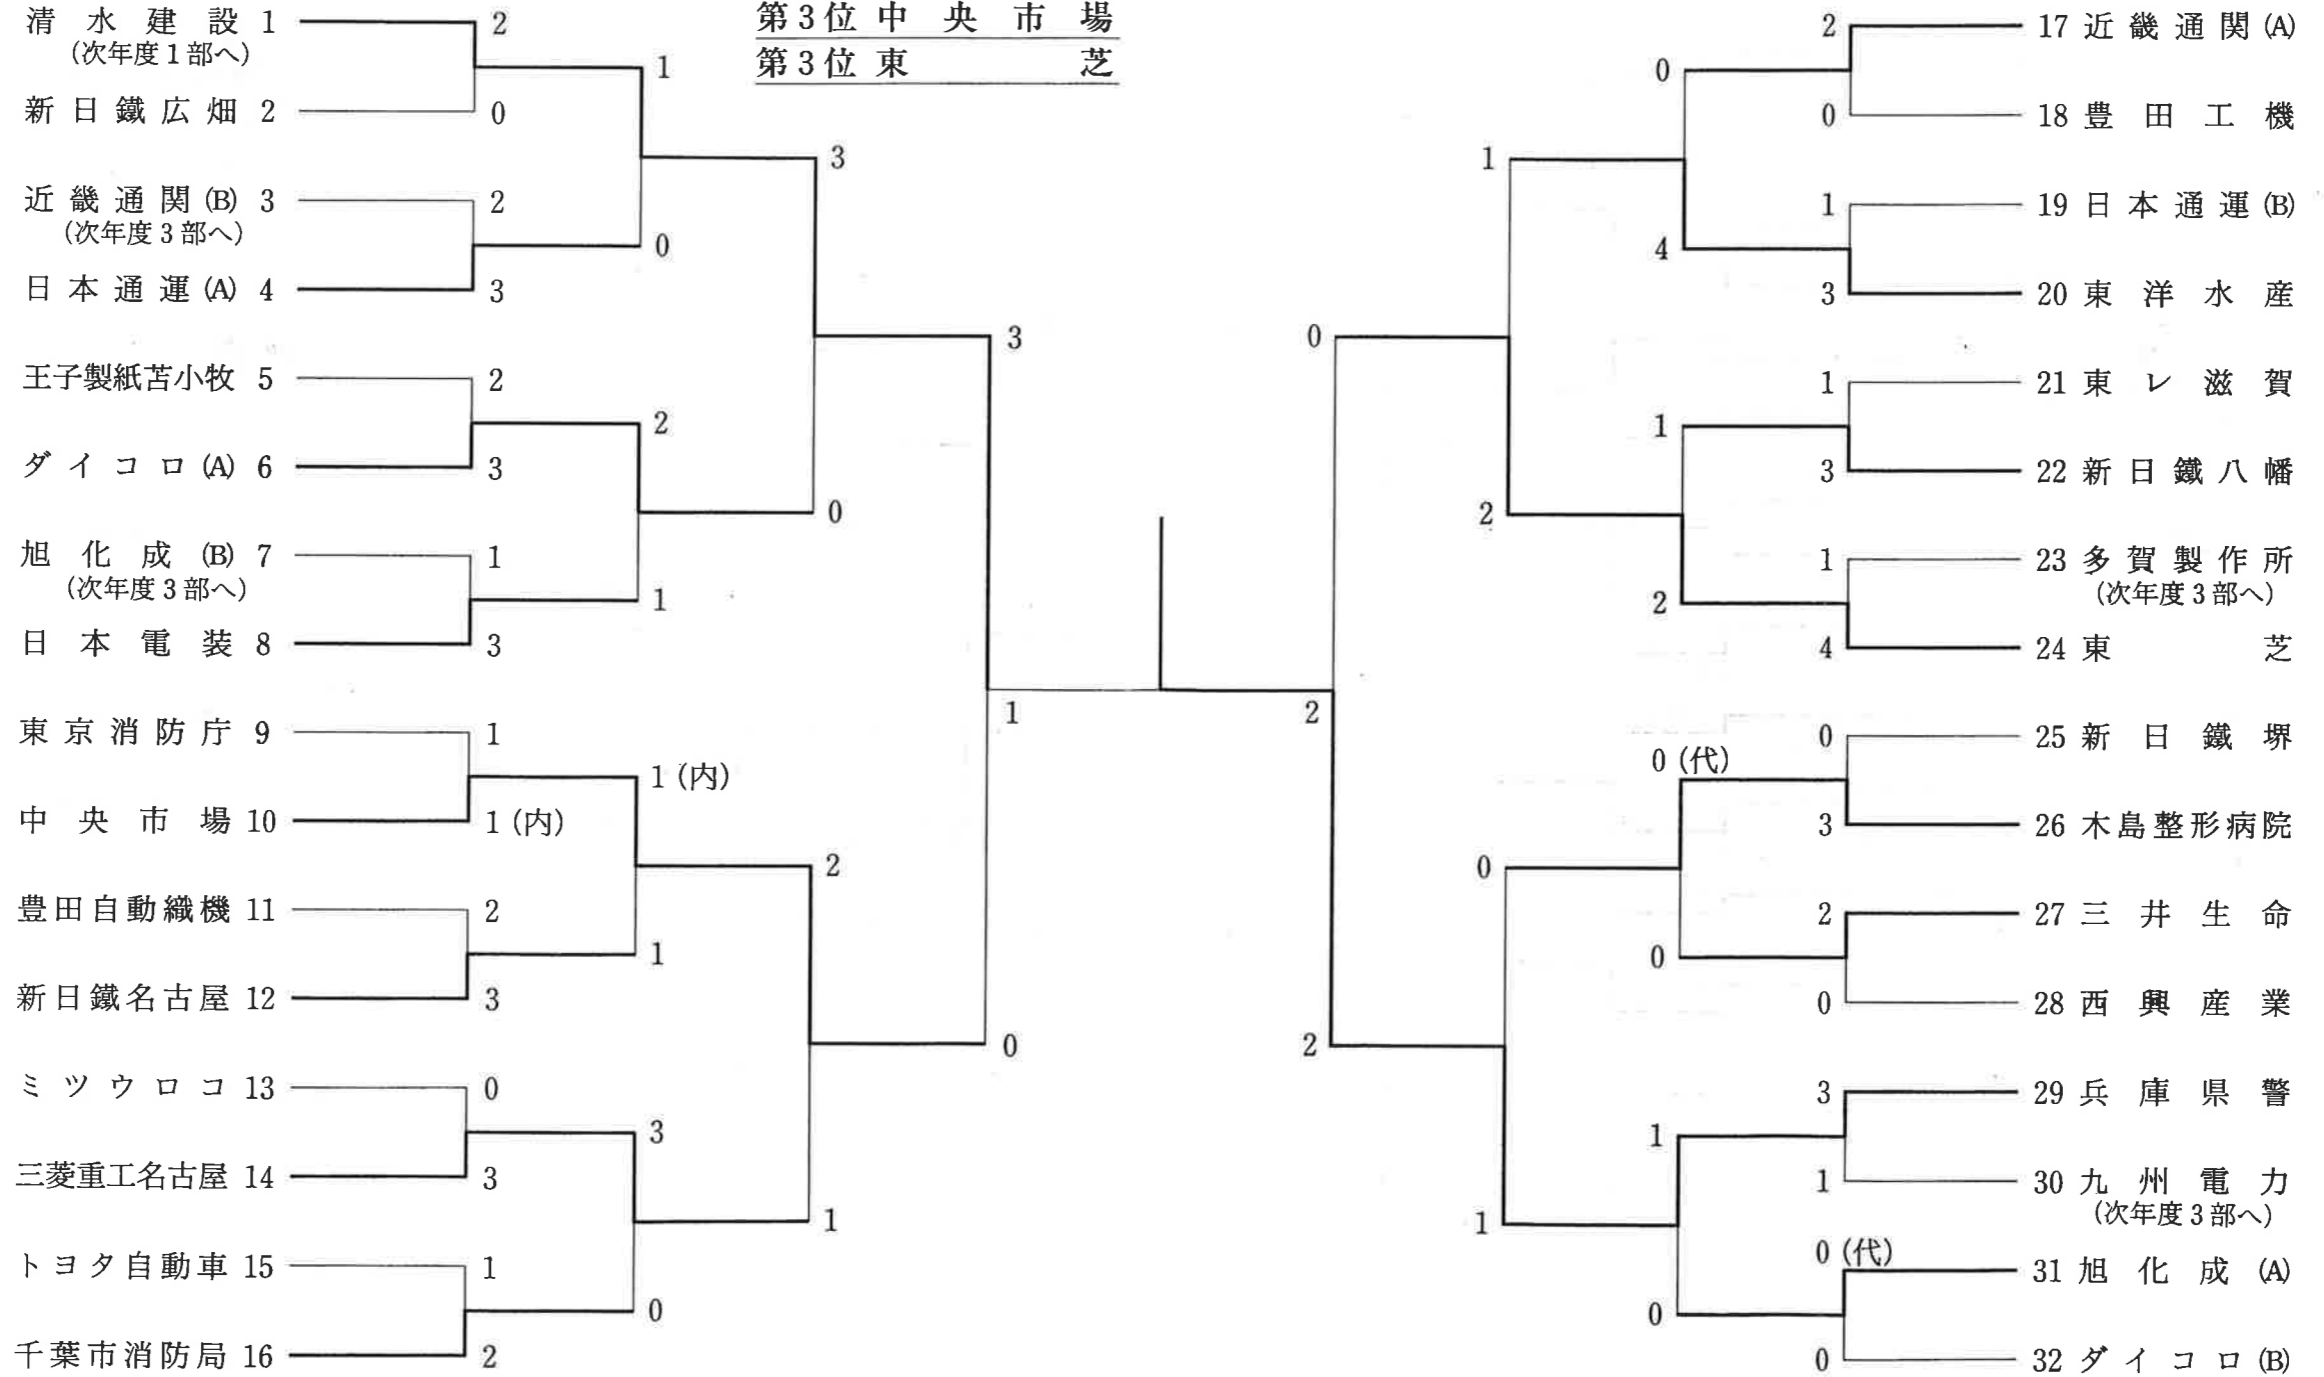 第3位 中央市場
第3位 東芝
清水建設 1
(次年度1部へ)
新日鐵広畑 2
近畿通関(B) 3
(次年度3部へ)
日本通運(A) 4
王子製紙苫小牧 5
ダイコロ(A) 6
旭化成(B) 7
(次年度3部へ)
日本電装 8
東京消防庁 9
中央市場 10
豊田自動織機 11
新日鐵名古屋 12
ミツウロコ 13
三菱重工名古屋 14
トヨタ自動車 15
千葉市消防局 16
2
0
2
3
2
3
1
3
1
1(内)
2
3
0
3
1
2
1
0
2
1
1(内)
1
3
0
3
0
2
1
3
0
1
2
0
2
1
2
0
1
0
4
1
2
0(代)
0
1
0
2
0
1
3
1
3
1
4
0
3
2
0
3
1
0(代)
0
17 近畿通関(A)
18 豊田工機
19 日本通運(B)
20 東洋水産
21 東レ滋賀
22 新日鐵八幡
23 多賀製作所
(次年度3部へ)
24 東芝
25 新日鐵堺
26 木島整形病院
27 三井生命
28 西興産業
29 兵庫県警
30 九州電力
(次年度3部へ)
31 旭化成(A)
32 ダイコロ(B)